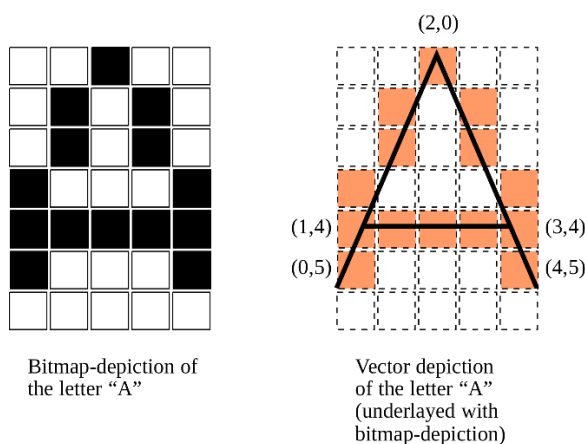 (2,0)
(1,4)
(3,4)
(0,5)
(4,5)
Bitmap-depiction of
the letter “A”
Vector depiction
of the letter “A”
(underlayed with
bitmap-depiction)